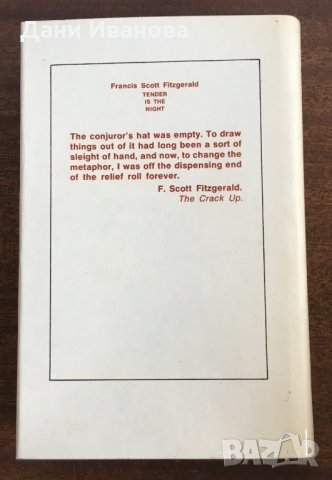 Дани Иванова
Francis Scott Fitzgerald
TENDER
IS THE
NIGHT
The conjuror's hat was empty. To draw
things out of it had long been a sort of
sleight of hand, and now, to change the
metaphor, I was off the dispensing end
of the relief roll forever.
F. Scott Fitzgerald.
The Crack Up.
BAZAR